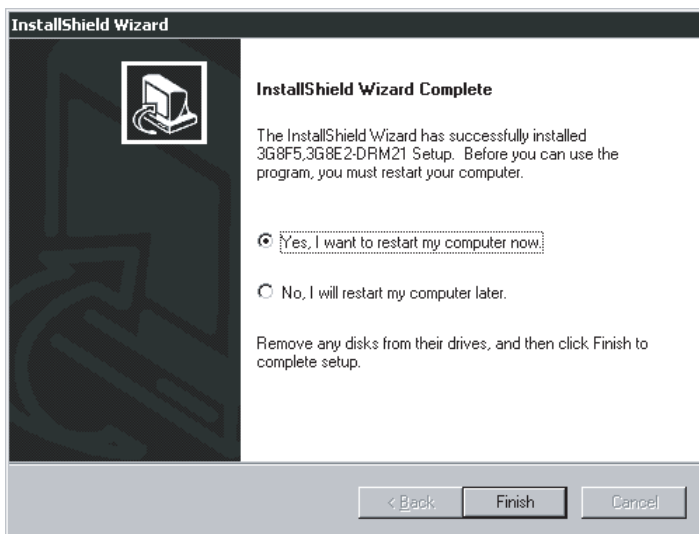 InstallShield Wizard
InstallShield Wizard Complete
The InstallShield Wizard has successfully installed
3G8F5,3G8E2-DRM21 Setup. Before you can use the
program, you must restart your computer.
Yes, I want to restart my computer now.
No, I will restart my computer later.
Remove any disks from their drives, and then click Finish to
complete setup.
< Back
Finish
Cancel